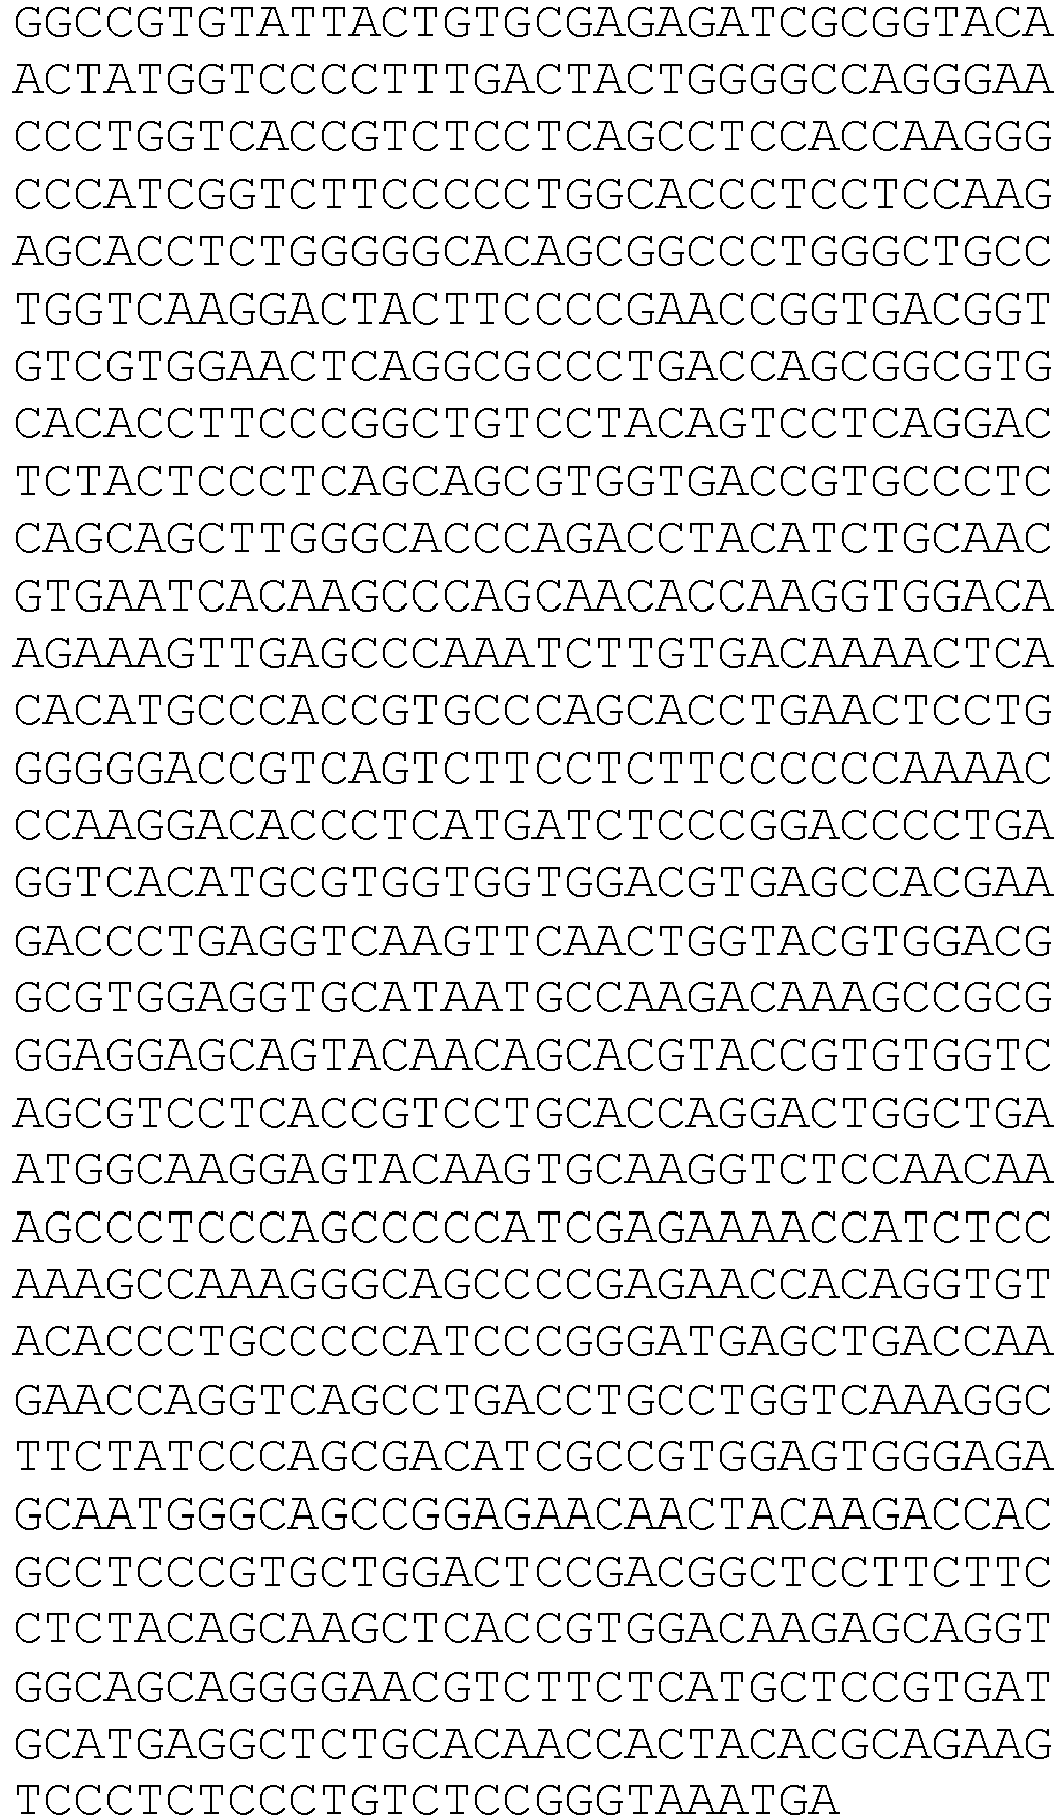 GGCCGTGTATTACTGTGCGAGAGATCGCGGTACA
ACTATGGTCCCCTTTGACTACTGGGGCCAGGGAA
CCCTGGTCACCGTCTCCTCAGCCTCCACCAAGGG
CCCATCGGTCTTCCCCCTGGCACCCTCCTCCAAG
AGCACCTCTGGGGGCACAGCGGCCCTGGGCTGCC
TGGTCAAGGACTACTTCCCCGAACCGGTGACGGT
GTCGTGGAACTCAGGCGCCCTGACCAGCGGCGTG
CACACCTTCCCGGCTGTCCTACAGTCCTCAGGAC
TCTACTCCCTCAGCAGCGTGGTGACCGTGCCCTC
CAGCAGCTTGGGCACCCAGACCTACATCTGCAAC
GTGAATCACAAGCCCAGCAACACCAAGGTGGACA
AGAAAGTTGAGCCCAAATCTTGTGACAAAACTCA
CACATGCCCACCGTGCCCAGCACCTGAACTCCTG
GGGGGACCGTCAGTCTTCCTCTTCCCCCCAAAAC
CCAAGGACACCCTCATGATCTCCCGGACCCCTGA
GGTCACATGCGTGGTGGTGGACGTGAGCCACGAA
GACCCTGAGGTCAAGTTCAACTGGTACGTGGACG
GCGTGGAGGTGCATAATGCCAAGACAAAGCCGCG
GGAGGAGCAGTACAACAGCACGTACCGTGTGGTC
AGCGTCCTCACCGTCCTGCACCAGGACTGGCTGA
ATGGCAAGGAGTACAAGTGCAAGGTCTCCAACAA
AGCCCTCCCAGCCCCCATCGAGAAAACCATCTCC
AAAGCCAAAGGGCAGCCCCGAGAACCACAGGTGT
ACACCCTGCCCCCATCCCGGGATGAGCTGACCAA
GAACCAGGTCAGCCTGACCTGCCTGGTCAAAGGC
TTCTATCCCAGCGACATCGCCGTGGAGTGGGAGA
GCAATGGGCAGCCGGAGAACAACTACAAGACCAC
GCCTCCCGTGCTGGACTCCGACGGCTCCTTCTTC
CTCTACAGCAAGCTCACCGTGGACAAGAGCAGGT
GGCAGCAGGGGAACGTCTTCTCATGCTCCGTGAT
GCATGAGGCTCTGCACAACCACTACACGCAGAAG
TCCCTCTCCCTGTCTCCGGGTAAATGA